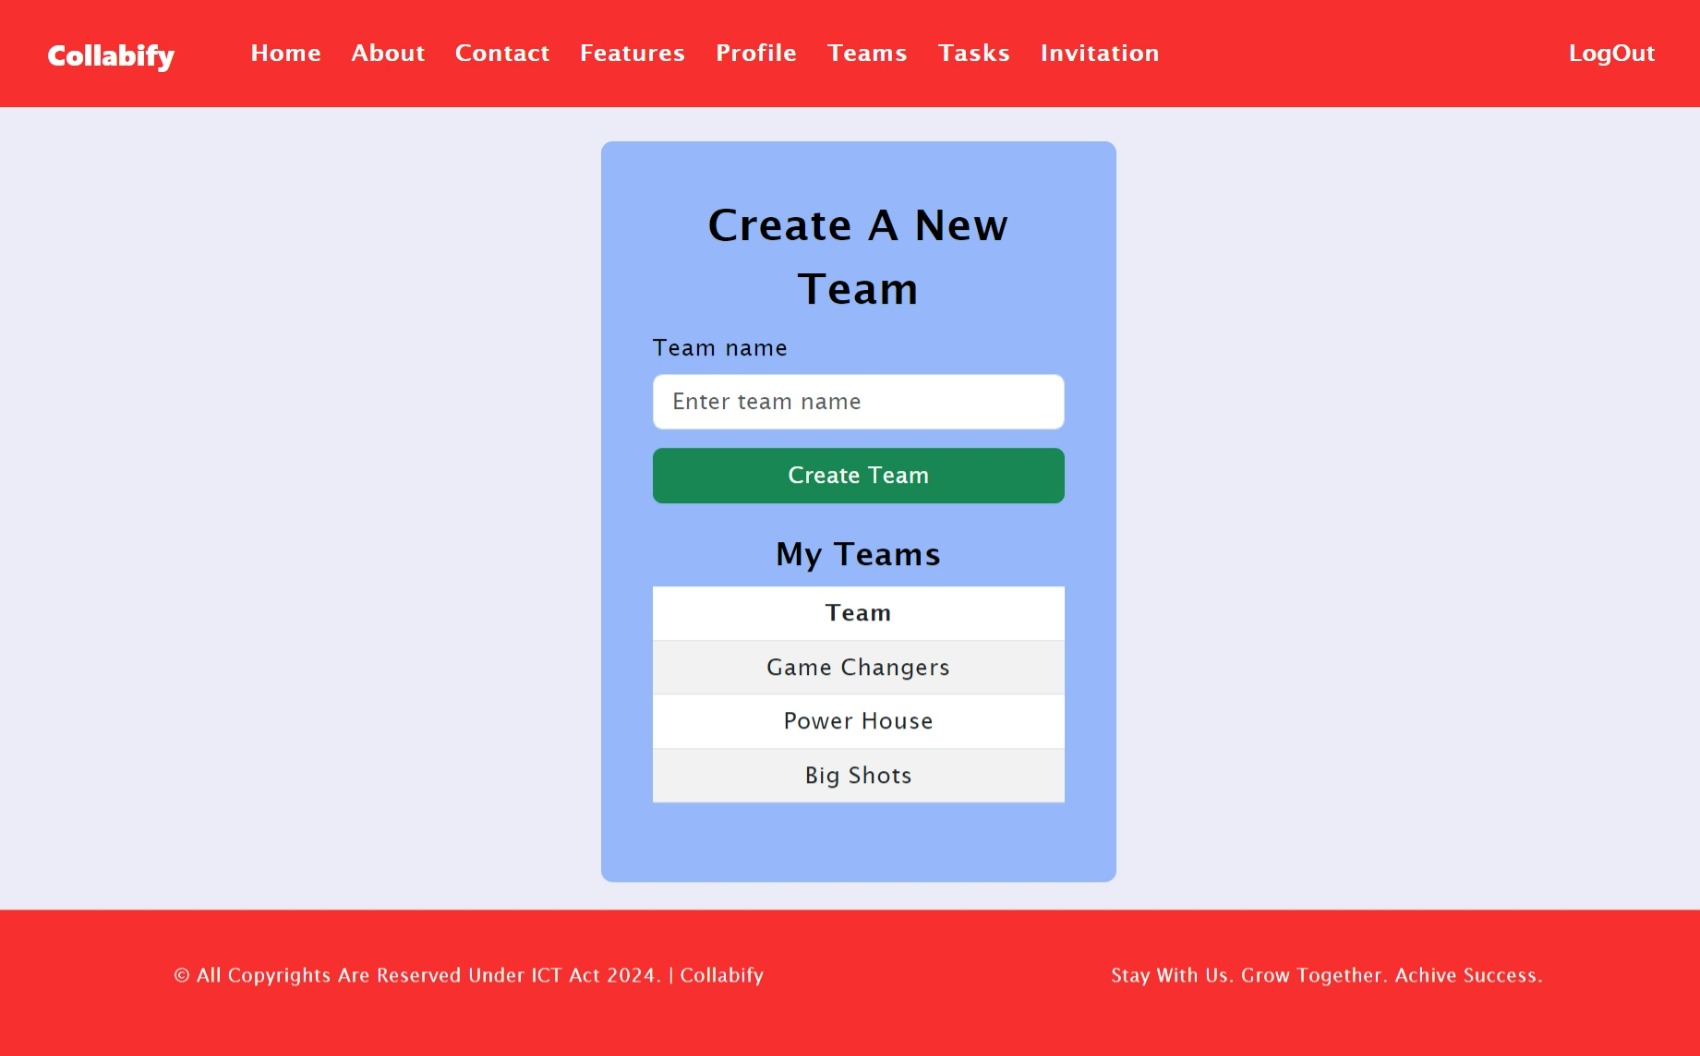 Collabify Home About Contact Features Profile Teams Tasks Invitation LogOut
Create A New
Team
Team name
Enter team name
Create Team
My Teams
Team
Game Changers
Power House
Big Shots
© All Copyrights Are Reserved Under ICT Act 2024. | Collabify
Stay With Us. Grow Together. Achive Success.